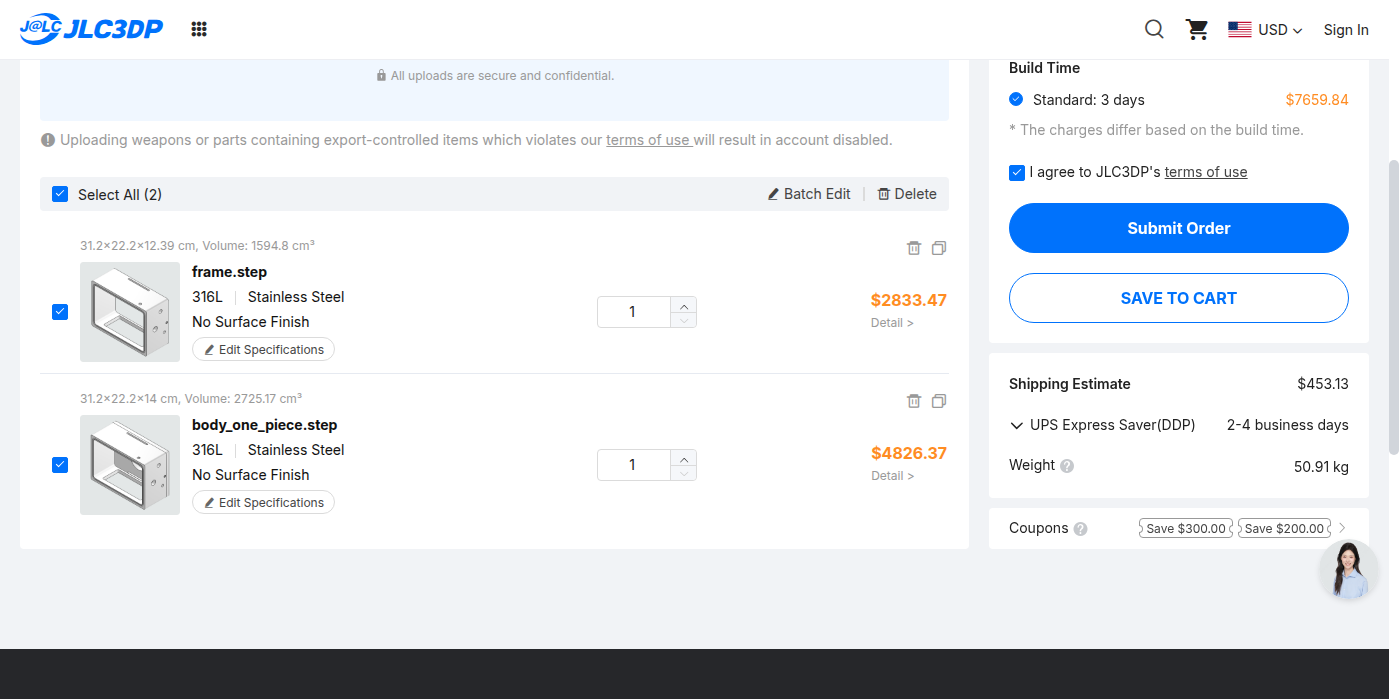 J@LC JLC3DP
USD
Sign In
All uploads are secure and confidential.
Uploading weapons or parts containing export-controlled items which violates our terms of use will result in account disabled.
Select All (2)
Batch Edit
Delete
31.2×22.2×12.39 cm, Volume: 1594.8 cm³
frame.step
316L | Stainless Steel
No Surface Finish
Edit Specifications
1
$2833.47
Detail >
31.2×22.2×14 cm, Volume: 2725.17 cm³
body_one_piece.step
316L | Stainless Steel
No Surface Finish
Edit Specifications
1
$4826.37
Detail >
Build Time
Standard: 3 days $7659.84
* The charges differ based on the build time.
I agree to JLC3DP's terms of use
Submit Order
SAVE TO CART
Shipping Estimate $453.13
UPS Express Saver(DDP) 2-4 business days
Weight ? 50.91 kg
Coupons ? Save $300.00 Save $200.00